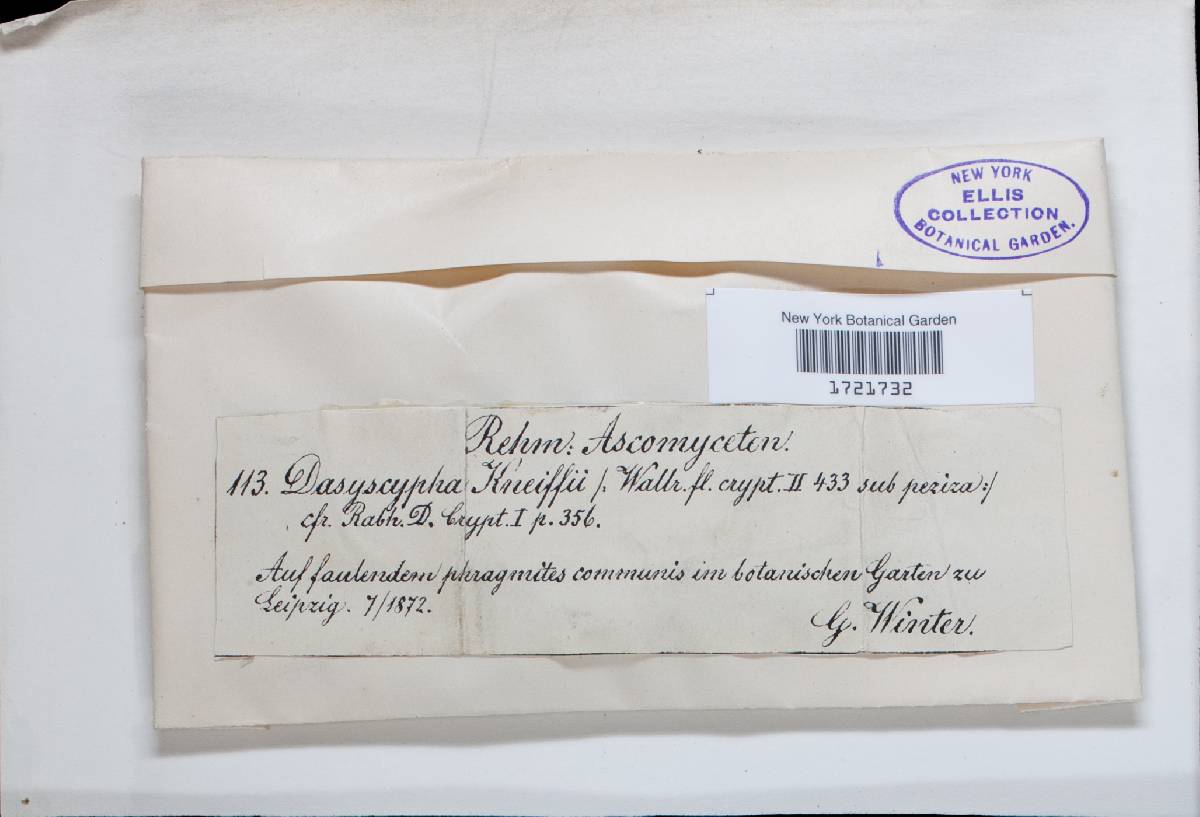 NEW YORK
ELLIS
COLLECTION
BOTANICAL GARDEN.
New York Botanical Garden
1721732
Rehm: Ascomyceten.
113. Dasyscypha Kneiffii /: Wallr. fl. crypt. II 433 sub peziza:/
cfr. Rabh. D. Crypt. I p. 356.
Auf faulendem phragmites communis im botanischen Garten zu
Leipzig. 7/1872.
G. Winter.